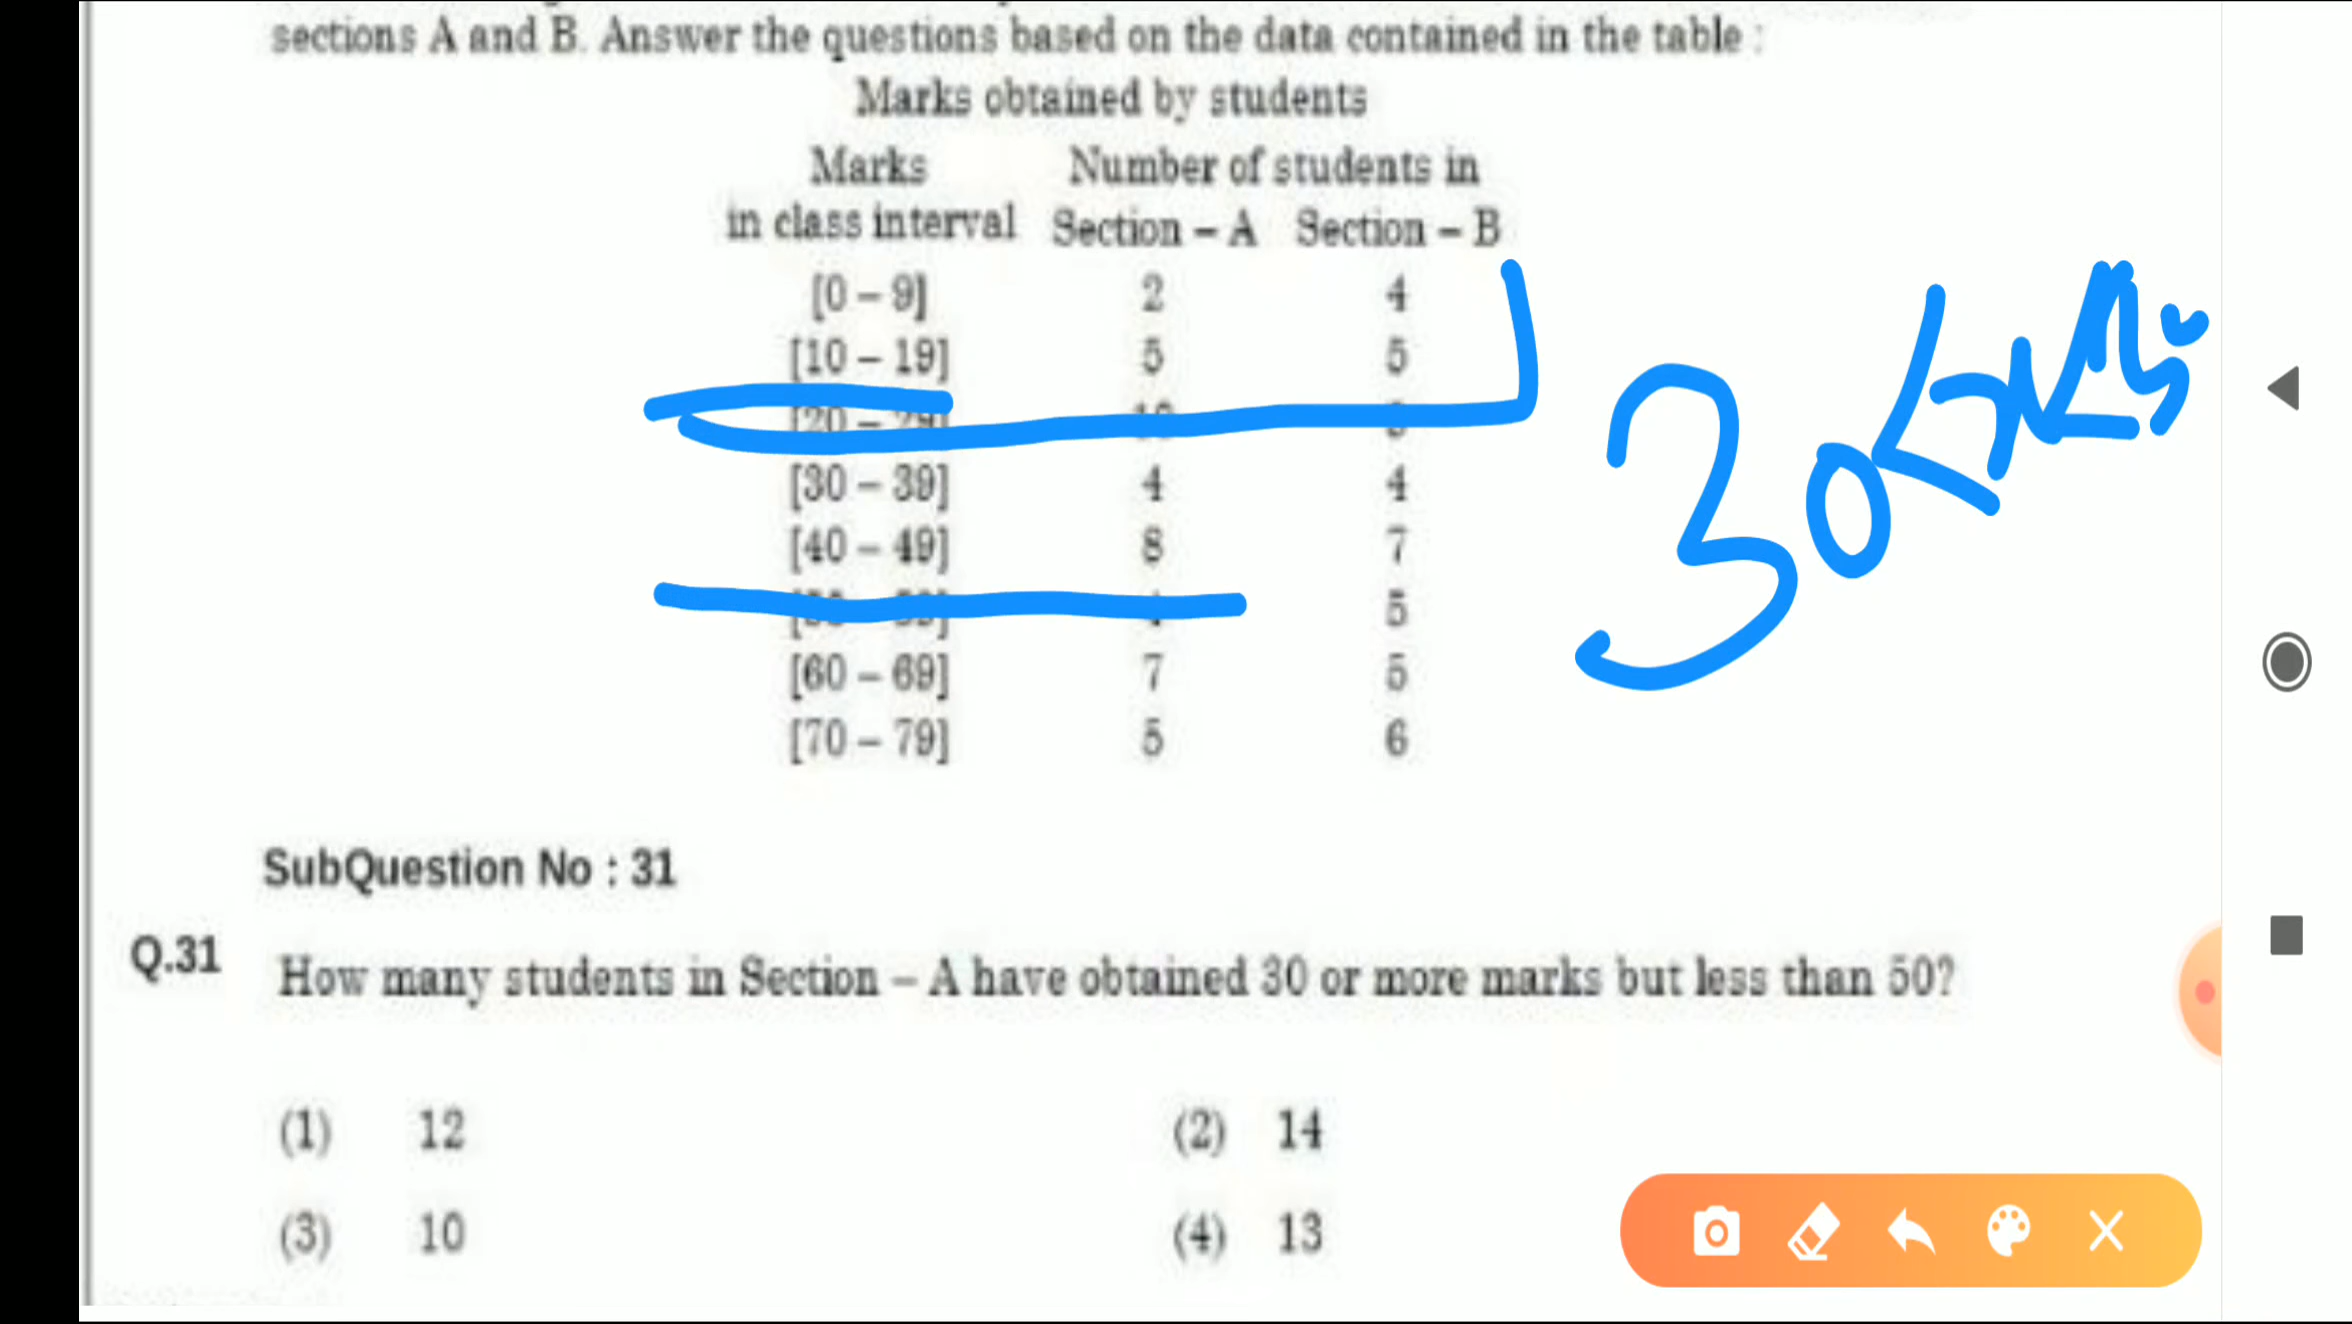 sections A and B. Answer the questions based on the data contained in the table :
Marks obtained by students
Marks Number of students in
in class interval Section – A Section – B
[0 – 9] 2 4
[10 – 19] 5 5
[20 – 29]
[30 – 39] 4 4
[40 – 49] 8 7
5
[60 – 69] 7 5
[70 – 79] 5 6
30
SubQuestion No : 31
Q.31 How many students in Section – A have obtained 30 or more marks but less than 50?
(1) 12 (2) 14
(3) 10 (4) 13